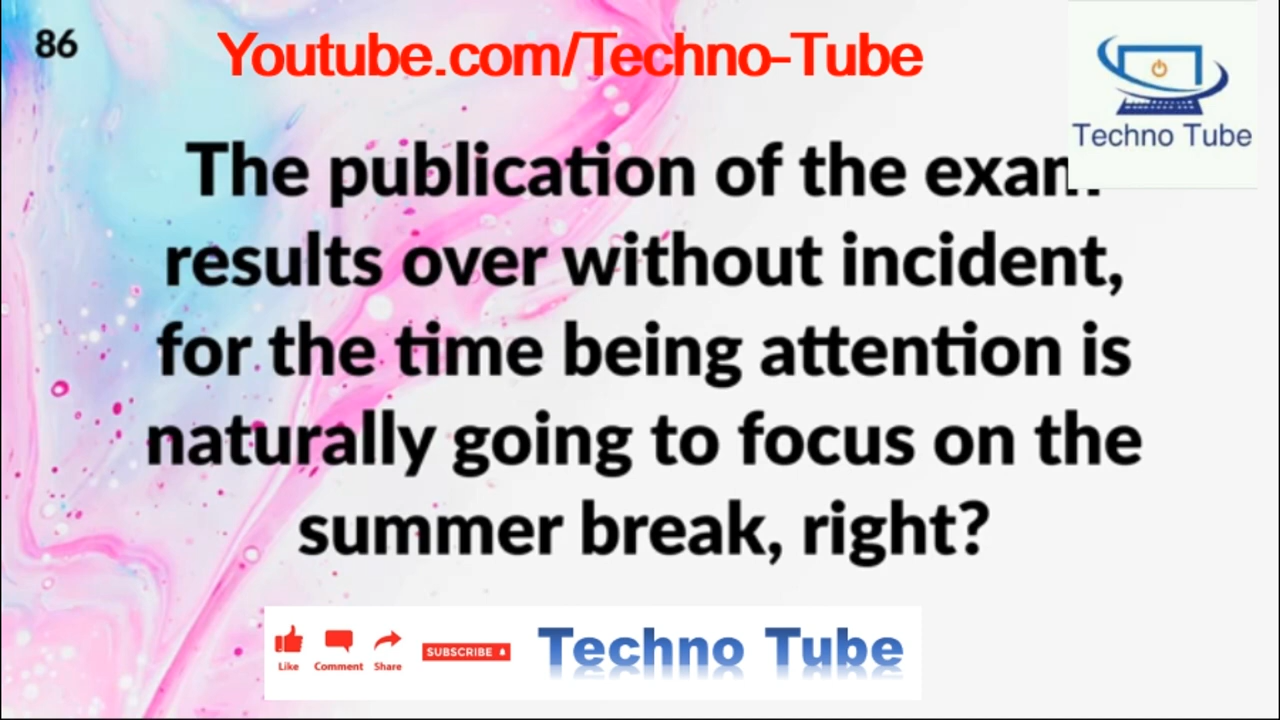 86
Youtube.com/Techno-Tube
Techno Tube
The publication of the exam
results over without incident,
for the time being attention is
naturally going to focus on the
summer break, right?
Like Comment Share
SUBSCRIBE
Techno Tube